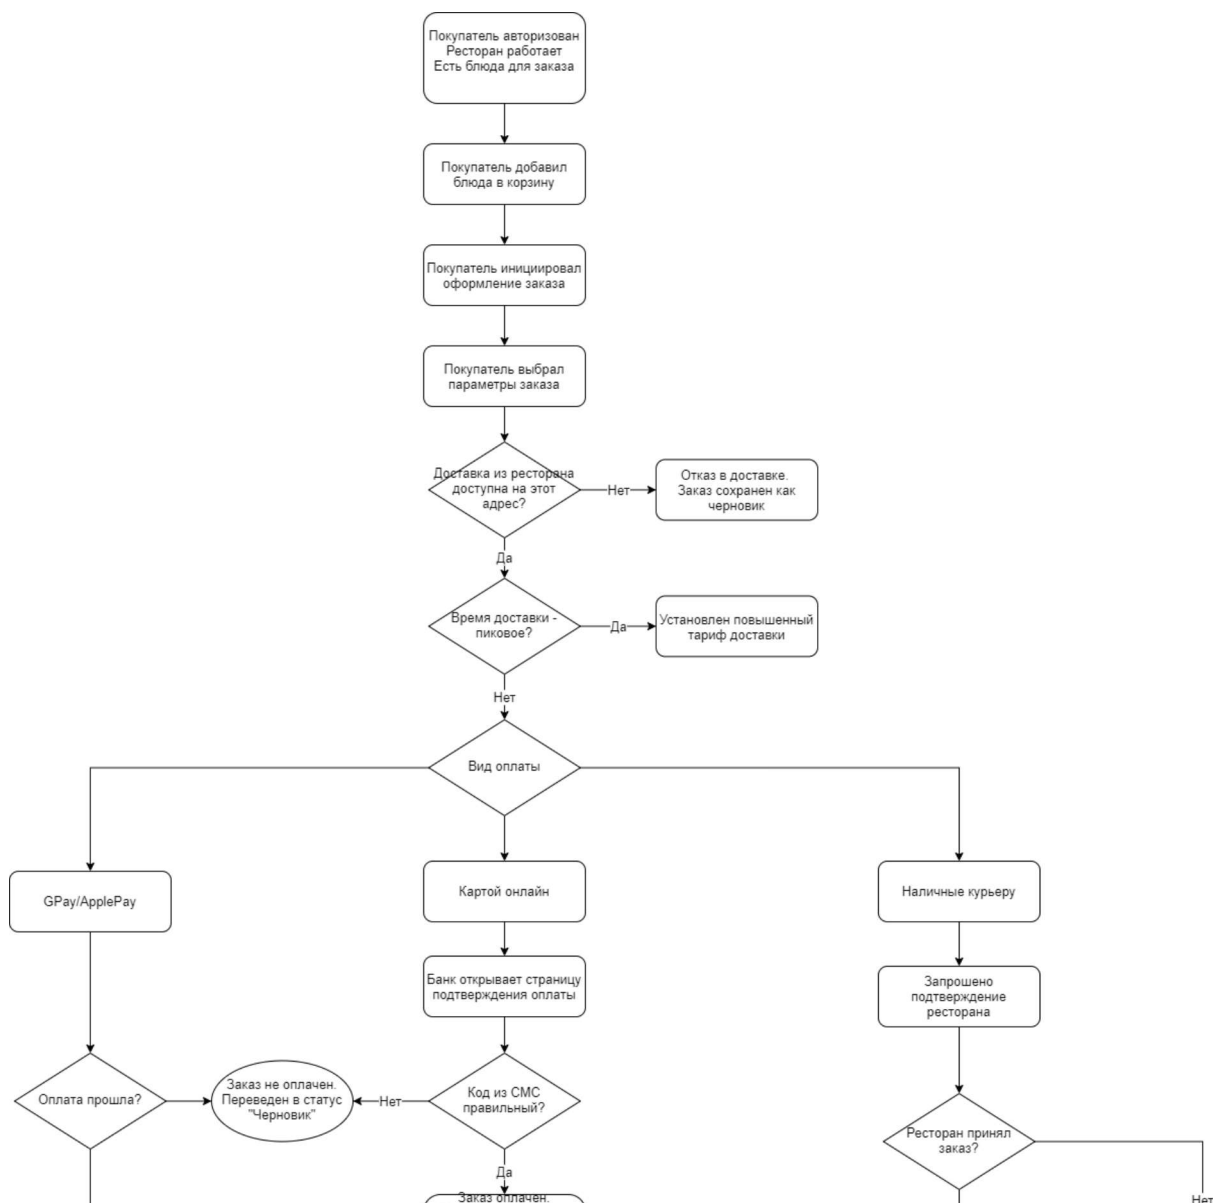 Покупатель авторизован
Ресторан работает
Есть блюда для заказа
Покупатель добавил
блюда в корзину
Покупатель инициировал
оформление заказа
Покупатель выбрал
параметры заказа
Доставка из ресторана
доступна на этот
адрес?
Нет
Отказ в доставке.
Заказ сохранен как
черновик
Да
Время доставки -
пиковое?
Да
Установлен повышенный
тариф доставки
Нет
Вид оплаты
GPay/ApplePay
Картой онлайн
Наличные курьеру
Банк открывает страницу
подтверждения оплаты
Запрошено
подтверждение
ресторана
Оплата прошла?
Заказ не оплачен.
Переведен в статус
"Черновик"
Нет
Код из СМС
правильный?
Ресторан принял
заказ?
Да
Нет
Заказ оплачен.